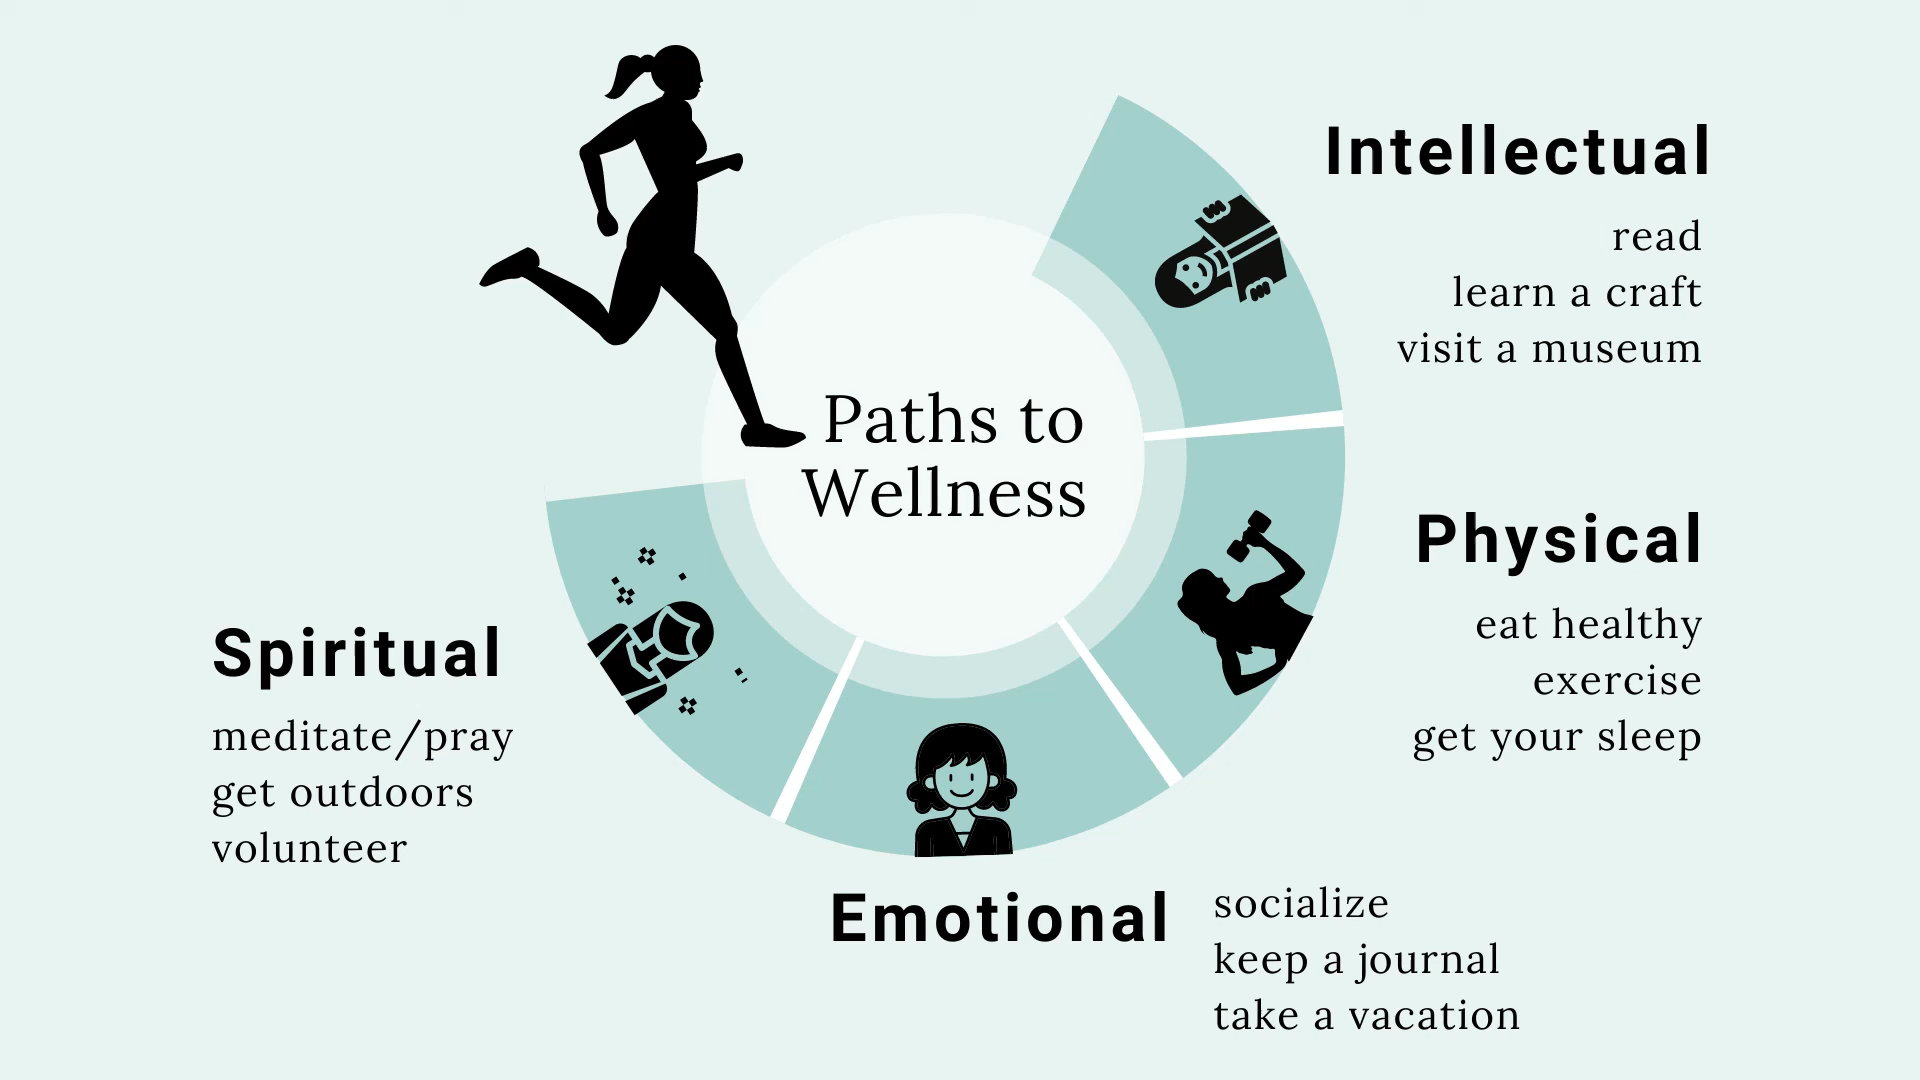 Paths to
Wellness
Intellectual
read
learn a craft
visit a museum
Physical
eat healthy
exercise
get your sleep
Emotional
socialize
keep a journal
take a vacation
Spiritual
meditate/pray
get outdoors
volunteer